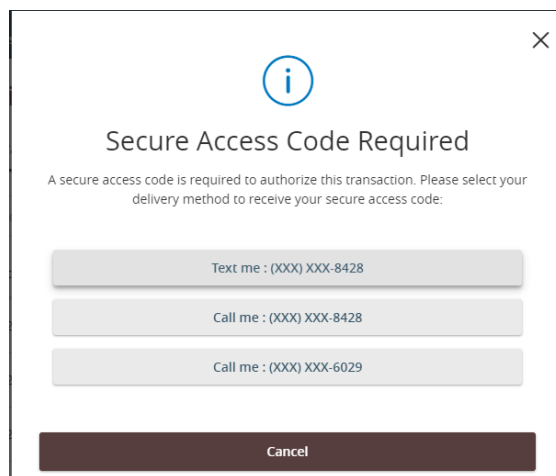 Secure Access Code Required
A secure access code is required to authorize this transaction. Please select your
delivery method to receive your secure access code:
Text me : (XXX) XXX-8428
Call me : (XXX) XXX-8428
Call me : (XXX) XXX-6029
Cancel